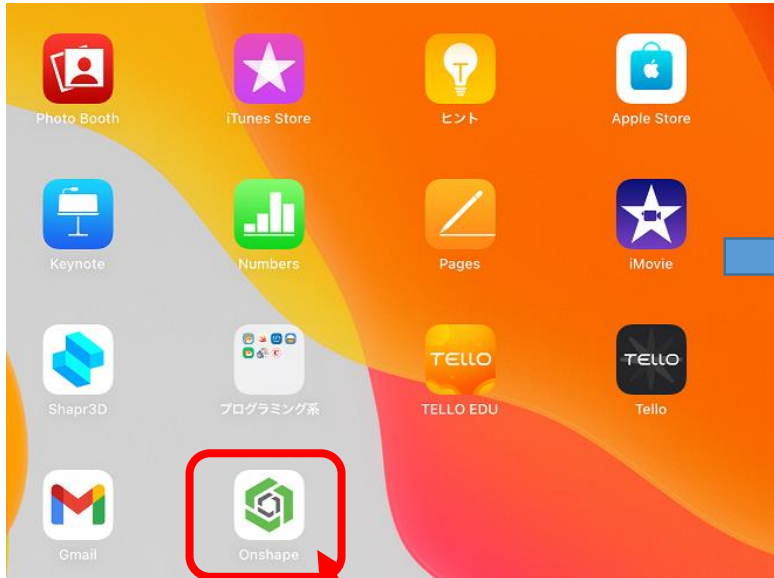 Photo Booth
iTunes Store
T
ヒント
Apple Store
Keynote
Numbers
Pages
iMovie
Shapr3D
プログラミング系
TELLO
TELLO EDU
TELLO
Tello
Gmail
Onshape